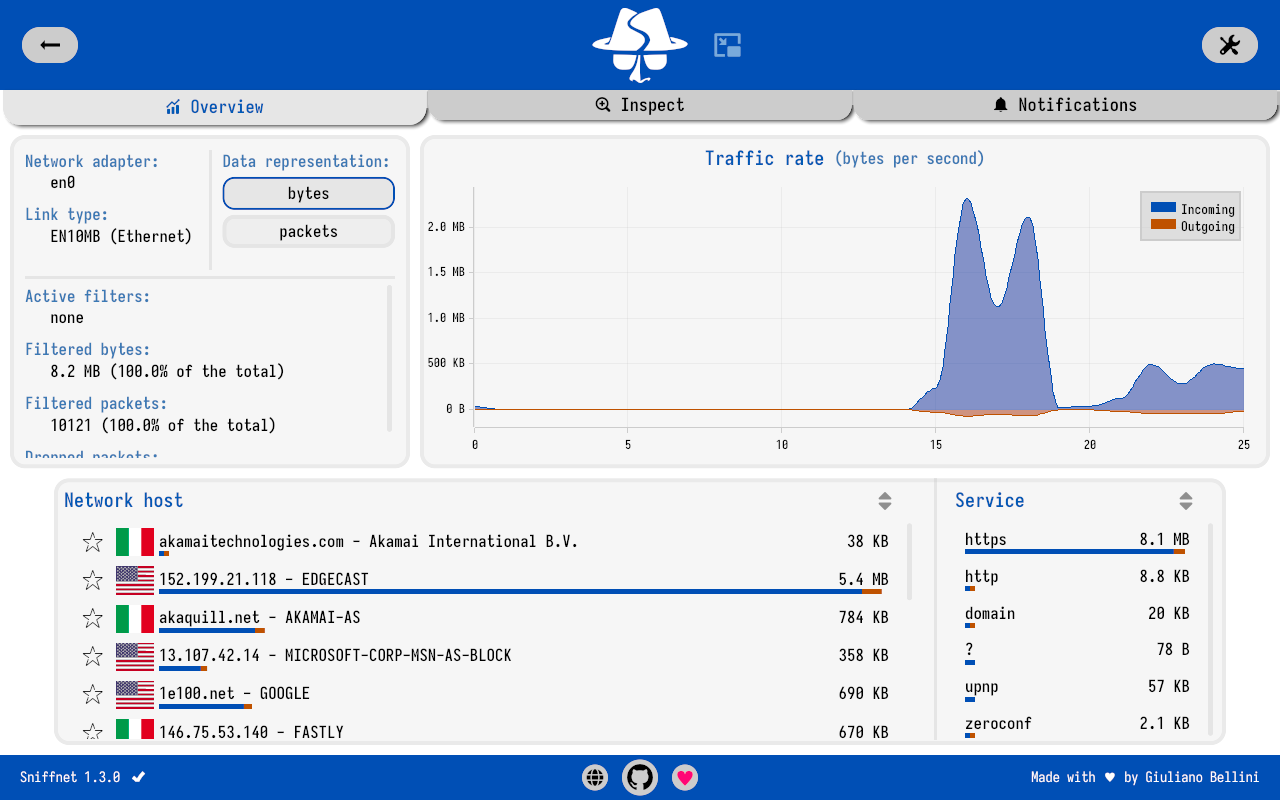 Overview
Inspect
Notifications
Network adapter:
en0
Link type:
EN10MB (Ethernet)
Data representation:
bytes
packets
Active filters:
none
Filtered bytes:
8.2 MB (100.0% of the total)
Filtered packets:
10121 (100.0% of the total)
Dropped packets:
Traffic rate (bytes per second)
Incoming
Outgoing
2.0 MB
1.5 MB
1.0 MB
500 KB
0 B
0 5 10 15 20 25
Network host
akamaitechnologies.com - Akamai International B.V. 38 KB
152.199.21.118 - EDGECAST 5.4 MB
akaquill.net - AKAMAI-AS 784 KB
13.107.42.14 - MICROSOFT-CORP-MSN-AS-BLOCK 358 KB
1e100.net - GOOGLE 690 KB
146.75.53.140 - FASTLY 670 KB
Service
https 8.1 MB
http 8.8 KB
domain 20 KB
? 78 B
upnp 57 KB
zeroconf 2.1 KB
Sniffnet 1.3.0 ✔
Made with ♥ by Giuliano Bellini